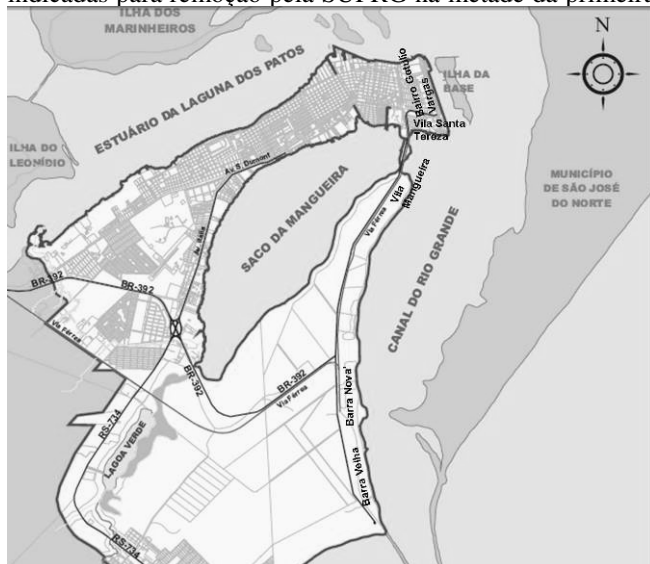 indicadas para remoção pela SUPRG na metade da primeira
ILHA DOS
MARINHEIROS
N
ESTUÁRIO DA LAGUNA DOS PATOS
Bairro Getúlio
Vargas
ILHA DA
BASE
Vila Santa
Tereza
ILHA DO
LEONÍDIO
Av. S. Dumont
SACO DA MANGUEIRA
Vila
Mangueira
MUNICÍPIO
DE SÃO JOSÉ
DO NORTE
Via Férrea
CANAL DO RIO GRANDE
Av. Itália
BR-392
BR-392
Via Férrea
BR-392
BR-392
Via Férrea
RS-734
LAGOA VERDE
Barra Nova
Barra Velha
RS-734